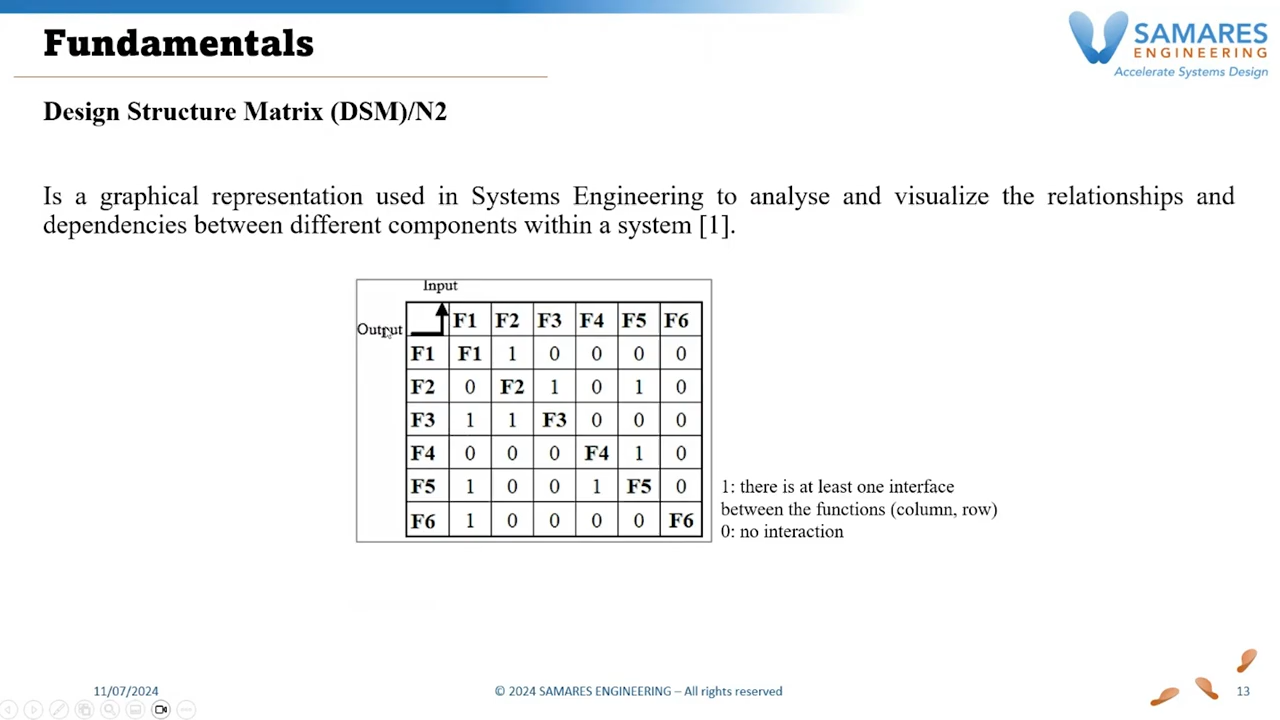 Fundamentals
SAMARES
ENGINEERING
Accelerate Systems Design
Design Structure Matrix (DSM)/N2
Is a graphical representation used in Systems Engineering to analyse and visualize the relationships and
dependencies between different components within a system [1].
Input
Output
F1 F2 F3 F4 F5 F6
F1 F1 1 0 0 0 0
F2 0 F2 1 0 1 0
F3 1 1 F3 0 0 0
F4 0 0 0 F4 1 0
F5 1 0 0 1 F5 0
F6 1 0 0 0 0 F6
1: there is at least one interface
between the functions (column, row)
0: no interaction
11/07/2024
© 2024 SAMARES ENGINEERING – All rights reserved
13